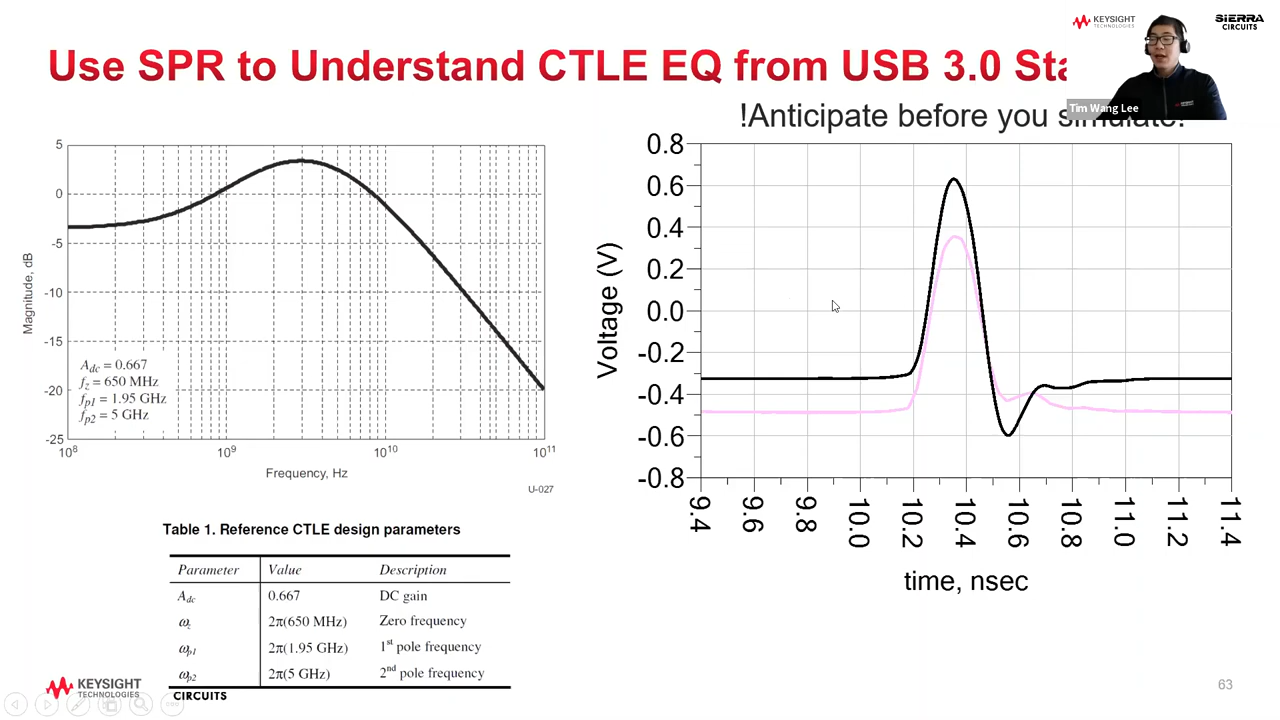 KEYSIGHT
TECHNOLOGIES
SIERRA
CIRCUITS
Use SPR to Understand CTLE EQ from USB 3.0 Sta
Tim Wang Lee
!Anticipate before you simulate!
5
0
-5
-10
-15
-20
-25
Magnitude, dB
Adc = 0.667
fz = 650 MHz
fp1 = 1.95 GHz
fp2 = 5 GHz
10^8
10^9
10^10
10^11
Frequency, Hz
U-027
0.8
0.6
0.4
0.2
0.0
-0.2
-0.4
-0.6
-0.8
Voltage (V)
9.4
9.6
9.8
10.0
10.2
10.4
10.6
10.8
11.0
11.2
11.4
time, nsec
Table 1. Reference CTLE design parameters
Parameter Value Description
Adc 0.667 DC gain
ωz 2π(650 MHz) Zero frequency
ωp1 2π(1.95 GHz) 1st pole frequency
ωp2 2π(5 GHz) 2nd pole frequency
KEYSIGHT
TECHNOLOGIES
CIRCUITS
63